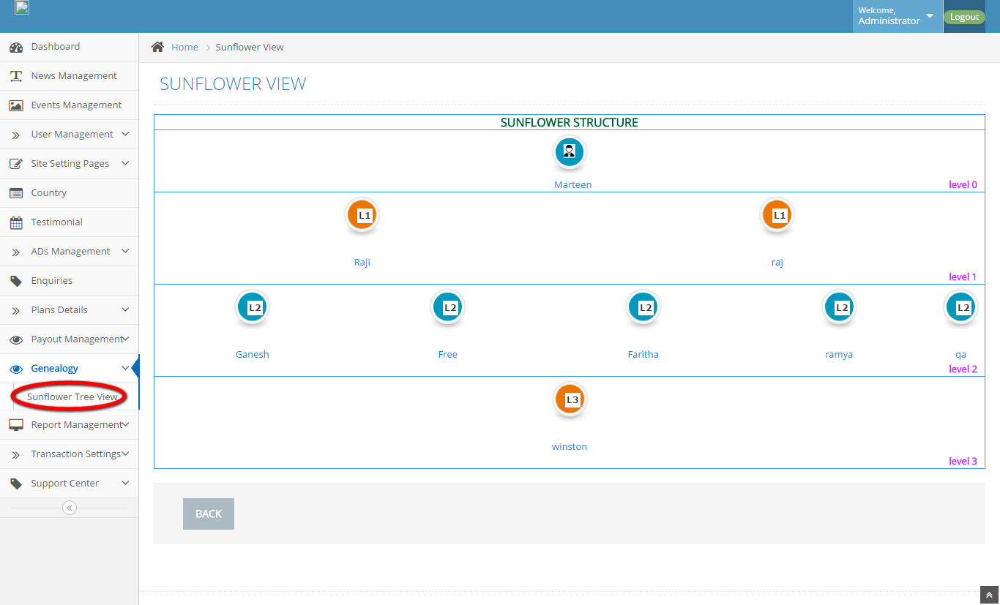 Welcome,
Administrator
Logout
Dashboard
News Management
Events Management
User Management
Site Setting Pages
Country
Testimonial
ADs Management
Enquiries
Plans Details
Payout Management
Genealogy
Sunflower Tree View
Report Management
Transaction Settings
Support Center
Home > Sunflower View
SUNFLOWER VIEW
SUNFLOWER STRUCTURE
Marteen
level 0
L1 L1
Raji raj
level 1
L2 L2 L2 L2 L2
Ganesh Free Faritha ramya qa
level 2
L3
winston
level 3
BACK